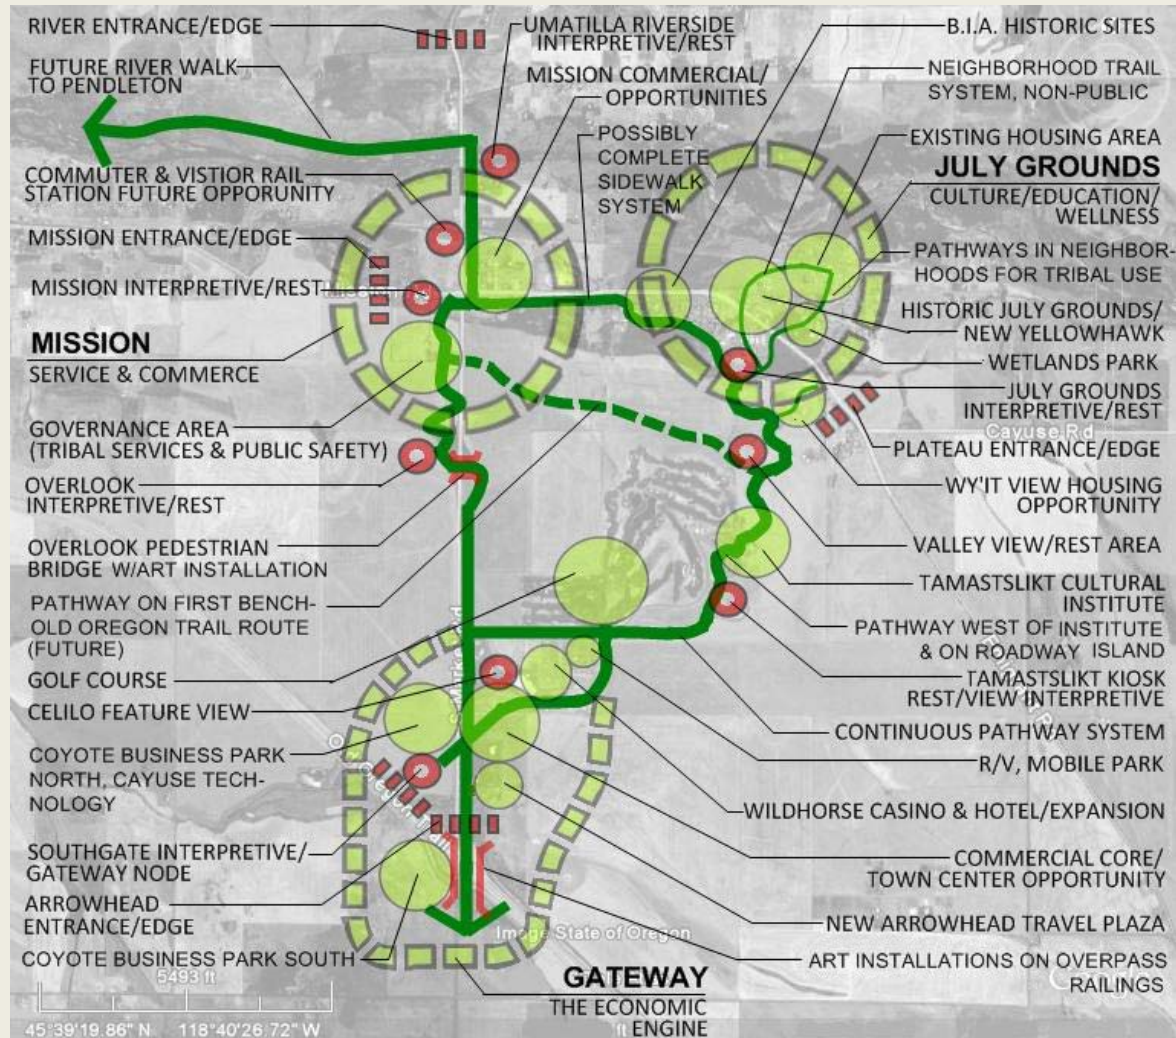 RIVER ENTRANCE/EDGE
FUTURE RIVER WALK
TO PENDLETON
COMMUTER & VISTIOR RAIL
STATION FUTURE OPPORUNITY
MISSION ENTRANCE/EDGE
MISSION INTERPRETIVE/REST
MISSION
SERVICE & COMMERCE
GOVERNANCE AREA
(TRIBAL SERVICES & PUBLIC SAFETY)
OVERLOOK
INTERPRETIVE/REST
OVERLOOK PEDESTRIAN
BRIDGE W/ART INSTALLATION
PATHWAY ON FIRST BENCH-
OLD OREGON TRAIL ROUTE
(FUTURE)
GOLF COURSE
CELILO FEATURE VIEW
COYOTE BUSINESS PARK
NORTH, CAYUSE TECH-
NOLOGY
SOUTHGATE INTERPRETIVE/
GATEWAY NODE
ARROWHEAD
ENTRANCE/EDGE
COYOTE BUSINESS PARK SOUTH
5493 ft
45°39'19.86" N 118°40'26.72" W
UMATILLA RIVERSIDE
INTERPRETIVE/REST
MISSION COMMERCIAL/
OPPORTUNITIES
POSSIBLY
COMPLETE
SIDEWALK
SYSTEM
B.I.A. HISTORIC SITES
NEIGHBORHOOD TRAIL
SYSTEM, NON-PUBLIC
EXISTING HOUSING AREA
JULY GROUNDS
CULTURE/EDUCATION/
WELLNESS
PATHWAYS IN NEIGHBOR-
HOODS FOR TRIBAL USE
HISTORIC JULY GROUNDS/
NEW YELLOWHAWK
WETLANDS PARK
JULY GROUNDS
INTERPRETIVE/REST
Cayuse Rd
PLATEAU ENTRANCE/EDGE
WY'IT VIEW HOUSING
OPPORTUNITY
VALLEY VIEW/REST AREA
TAMASTSLIKT CULTURAL
INSTITUTE
PATHWAY WEST OF INSTITUTE
& ON ROADWAY ISLAND
TAMASTSLIKT KIOSK
REST/VIEW INTERPRETIVE
CONTINUOUS PATHWAY SYSTEM
R/V, MOBILE PARK
WILDHORSE CASINO & HOTEL/EXPANSION
COMMERCIAL CORE/
TOWN CENTER OPPORTUNITY
NEW ARROWHEAD TRAVEL PLAZA
ART INSTALLATIONS ON OVERPASS
RAILINGS
Image State of Oregon
Google
GATEWAY
THE ECONOMIC
ENGINE
ft